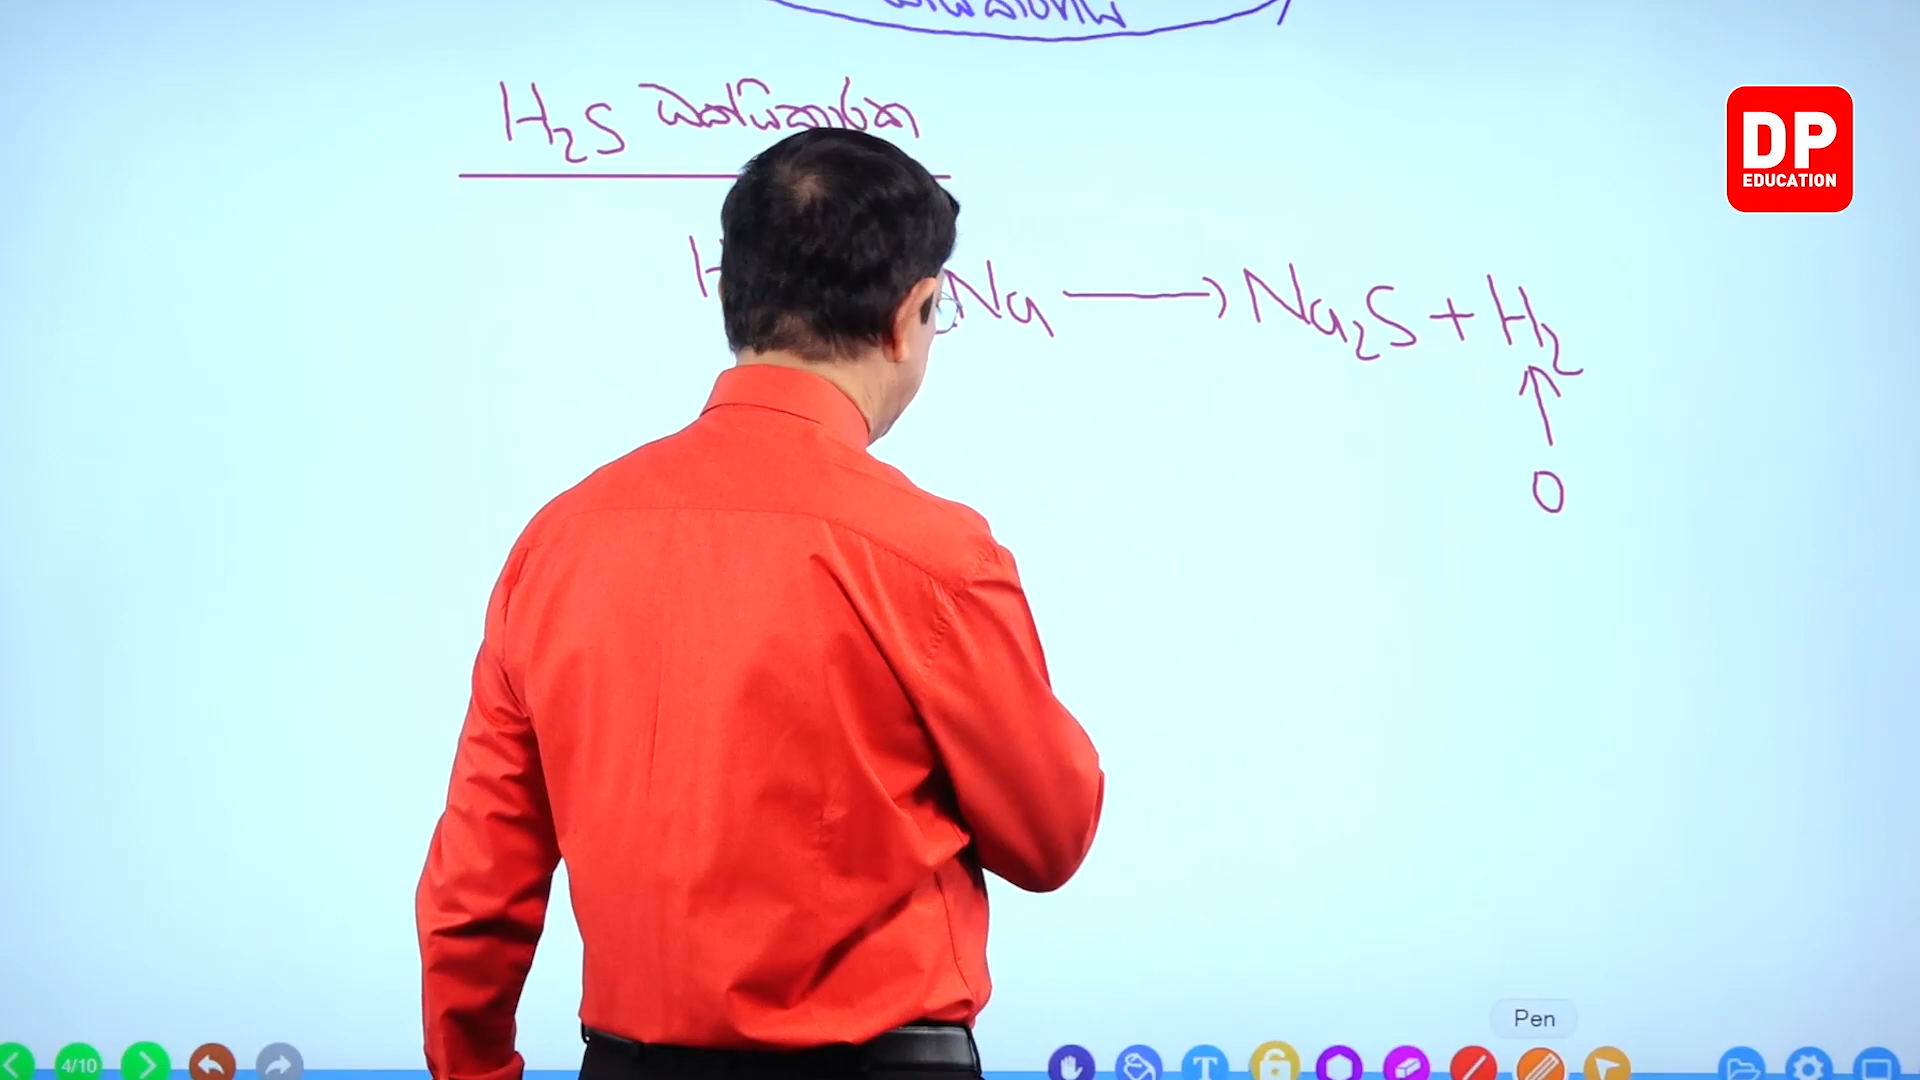 H₂S ඔක්සිකාරක
Na → Na₂S + H₂
0
DP
EDUCATION
Pen
4/10
T